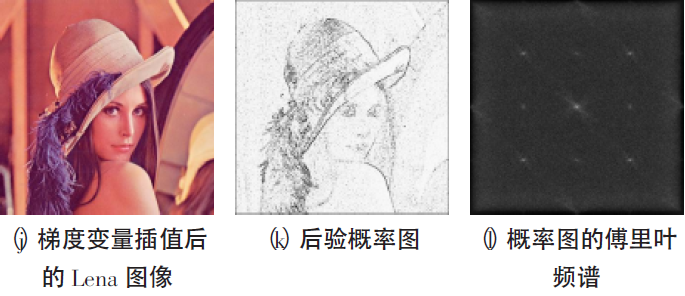 (j) 梯度变量插值后
的 Lena 图像
(k) 后验概率图
(l) 概率图的傅里叶
频谱